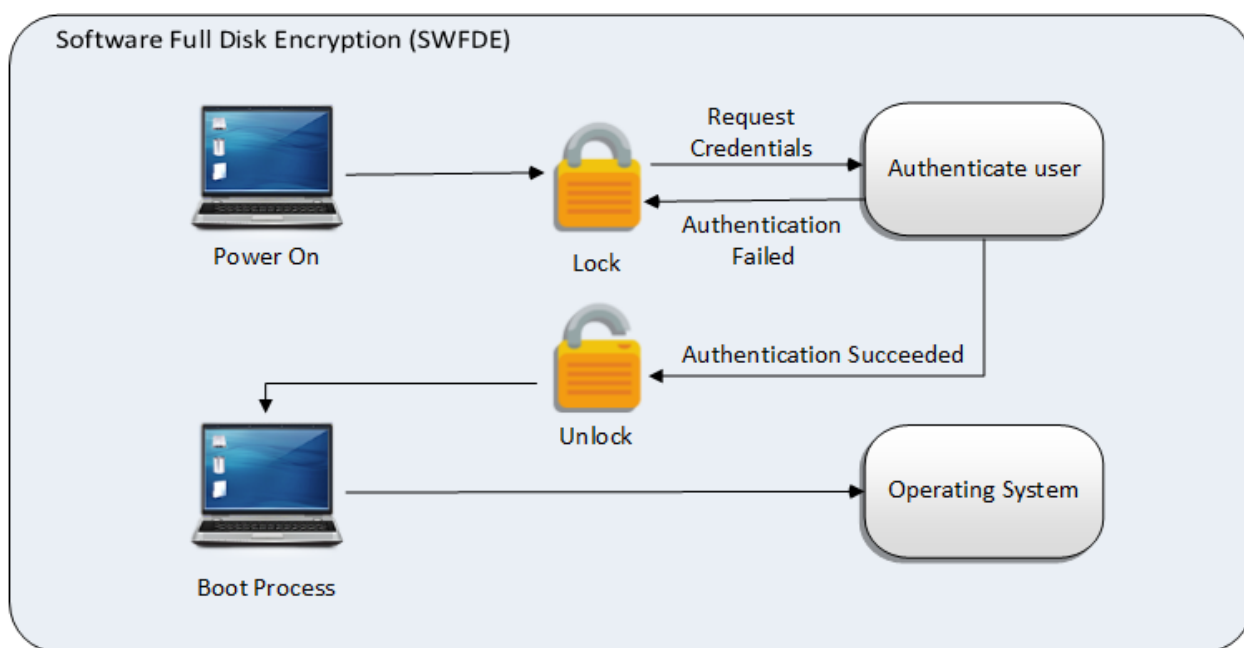 Software Full Disk Encryption (SWFDE)
Request
Credentials
Authenticate user
Authentication
Failed
Power On
Lock
Authentication Succeeded
Unlock
Operating System
Boot Process